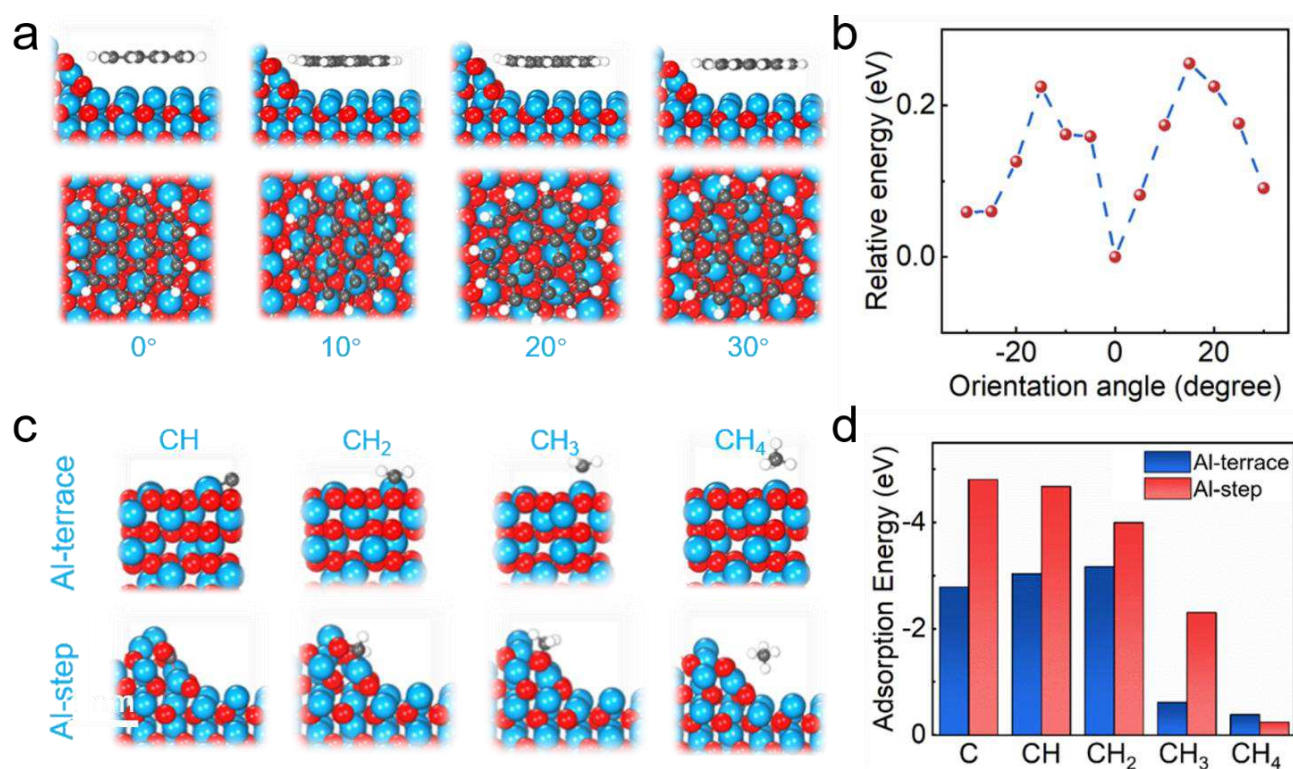 a
0°
10°
20°
30°
b
Relative energy (eV)
0.2
0.0
-20
0
20
Orientation angle (degree)
c
CH
CH₂
CH₃
CH₄
Al-terrace
Al-step
nm
d
Adsorption Energy (eV)
-4
-2
0
Al-terrace
Al-step
C
CH
CH₂
CH₃
CH₄